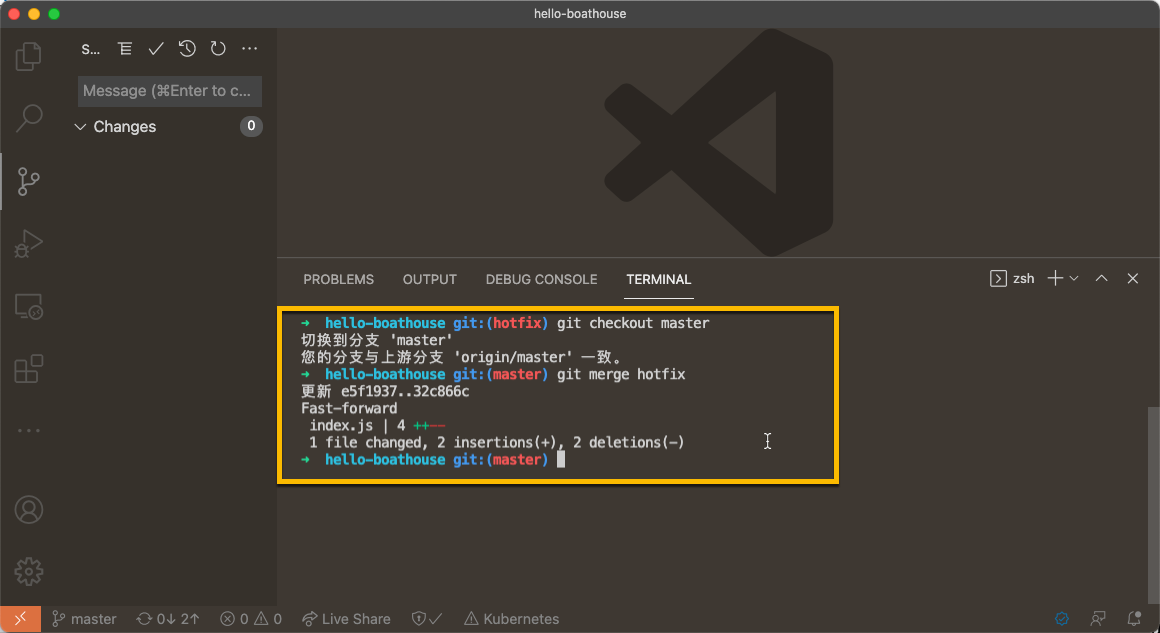 hello-boathouse
S...
Message (⌘Enter to c...
Changes 0
PROBLEMS OUTPUT DEBUG CONSOLE TERMINAL zsh
➜ hello-boathouse git:(hotfix) git checkout master
切换到分支 'master'
您的分支与上游分支 'origin/master' 一致。
➜ hello-boathouse git:(master) git merge hotfix
更新 e5f1937..32c866c
Fast-forward
index.js | 4 ++--
1 file changed, 2 insertions(+), 2 deletions(-)
➜ hello-boathouse git:(master)
master 0↓ 2↑ 0 0 Live Share Kubernetes